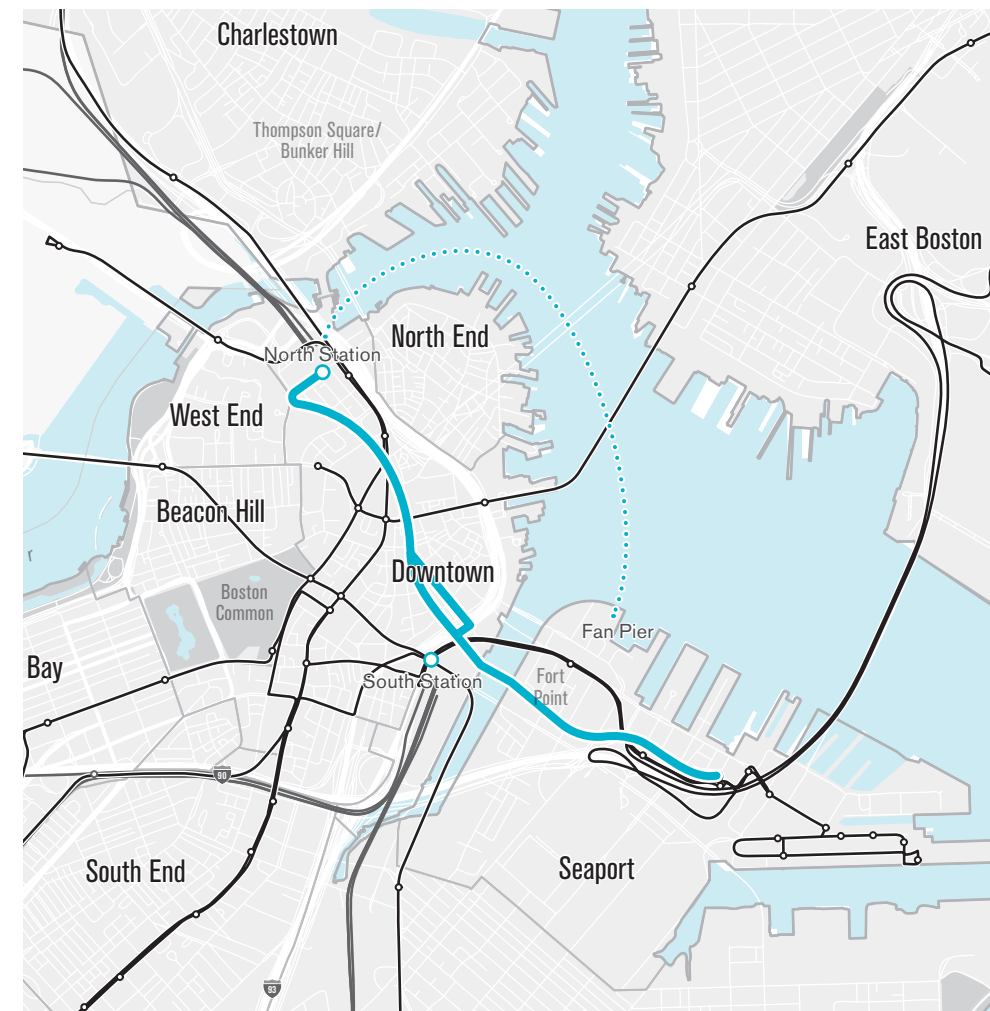 Charlestown
Thompson Square/
Bunker Hill
East Boston
North End
North Station
West End
Beacon Hill
r
Downtown
Boston
Common
Fan Pier
Bay
South Station
Fort
Point
90
South End
Seaport
93